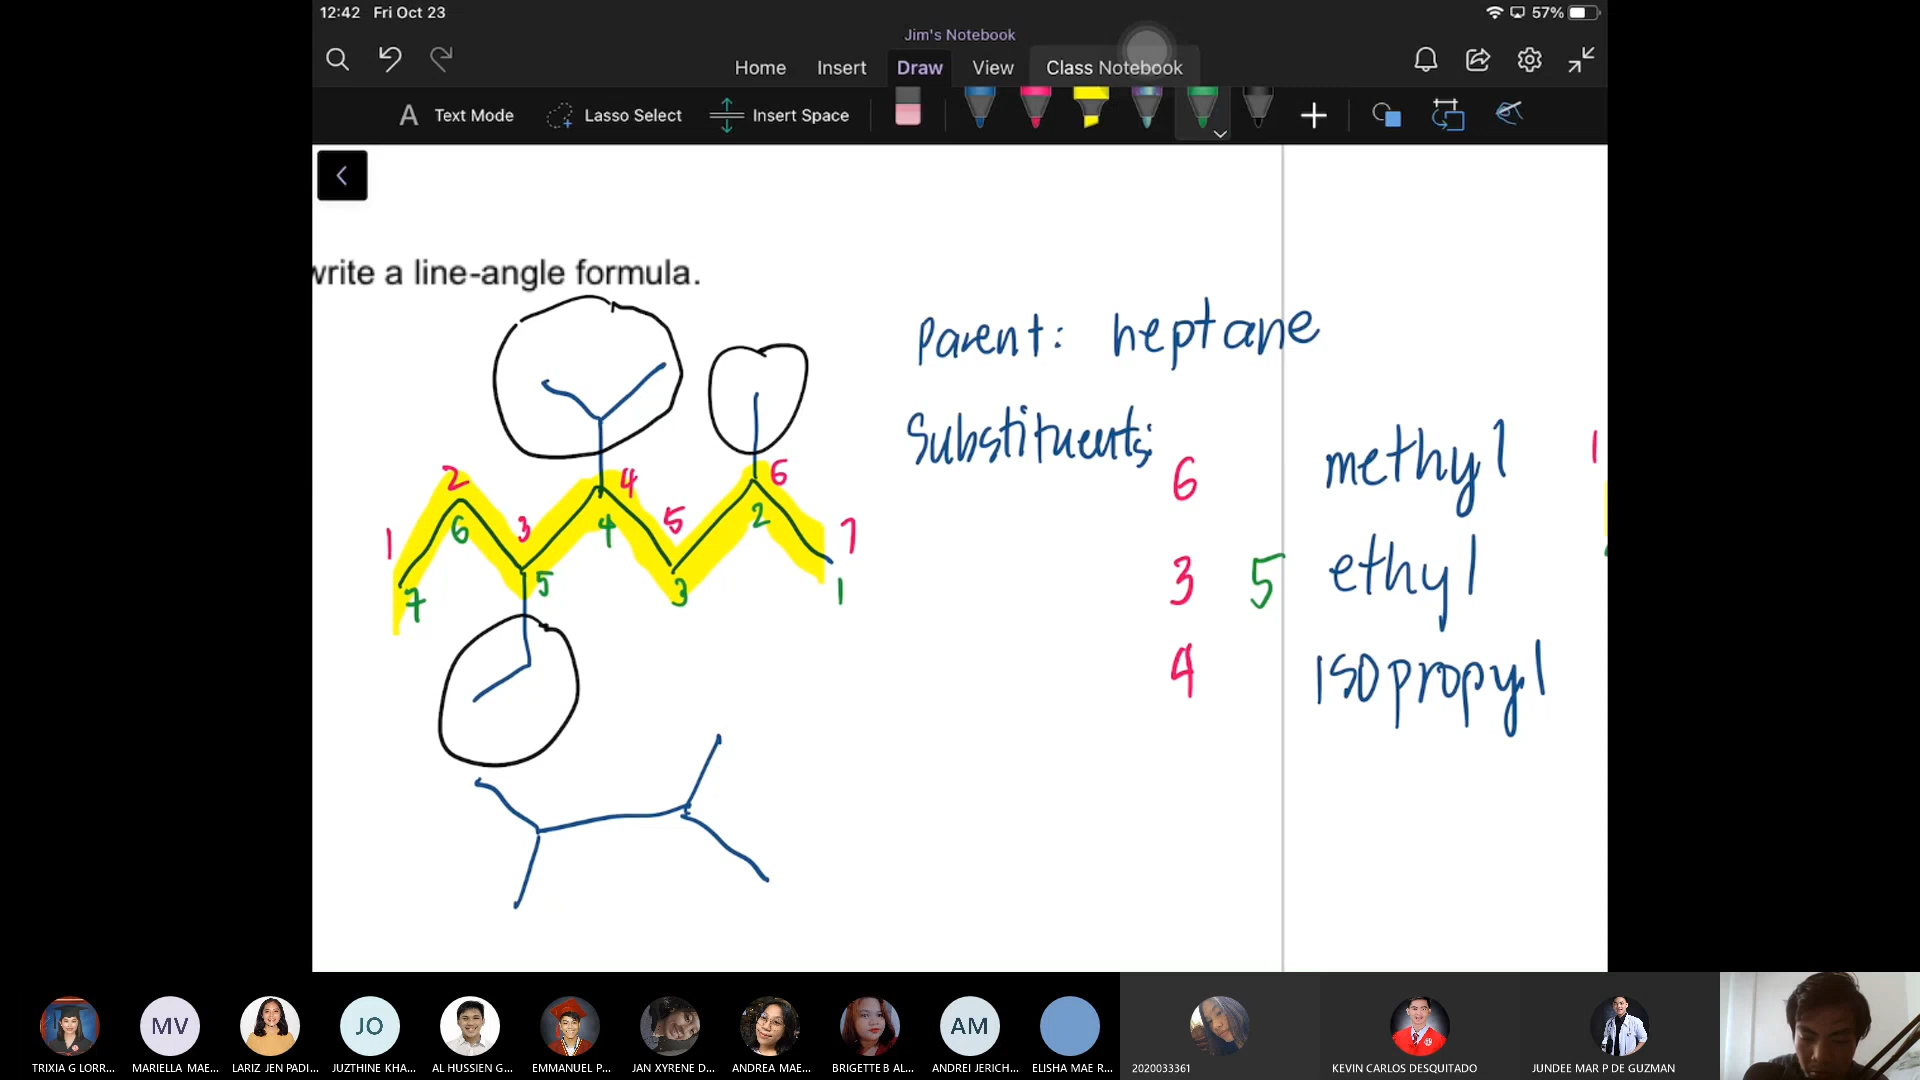 12:42 Fri Oct 23
57%
Jim's Notebook
Home Insert Draw View Class Notebook
Text Mode Lasso Select Insert Space
write a line-angle formula.
Parent: heptane
Substituents:
6 methyl
3 5 ethyl
4 isopropyl
1 2 3 4 5 6 7
7 6 5 4 3 2 1
MV JO AM
TRIXIA G LORR... MARIELLA MAE... LARIZ JEN PADI... JUZTHINE KHA... AL HUSSIEN G... EMMANUEL P... JAN XYRENE D... ANDREA MAE... BRIGETTE B AL... ANDREI JERICH... ELISHA MAE R... 2020033361 KEVIN CARLOS DESQUITADO JUNDEE MAR P DE GUZMAN